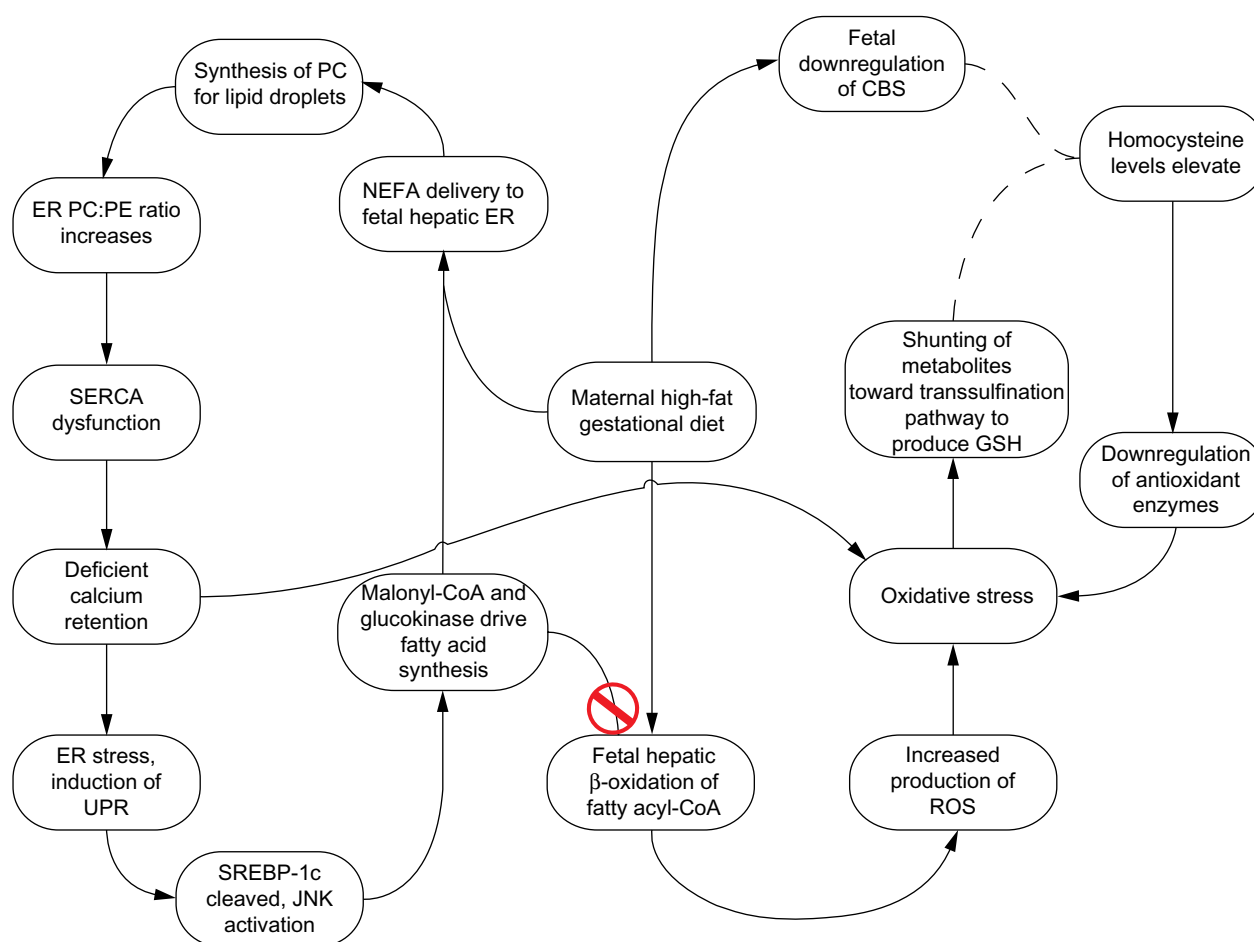 Synthesis of PC
for lipid droplets
Fetal
downregulation
of CBS
Homocysteine
levels elevate
ER PC:PE ratio
increases
NEFA delivery to
fetal hepatic ER
Shunting of
metabolites
toward transsulfination
pathway to
produce GSH
SERCA
dysfunction
Maternal high-fat
gestational diet
Downregulation
of antioxidant
enzymes
Deficient
calcium
retention
Malonyl-CoA and
glucokinase drive
fatty acid
synthesis
Oxidative stress
ER stress,
induction of
UPR
Fetal hepatic
β-oxidation of
fatty acyl-CoA
Increased
production of
ROS
SREBP-1c
cleaved, JNK
activation